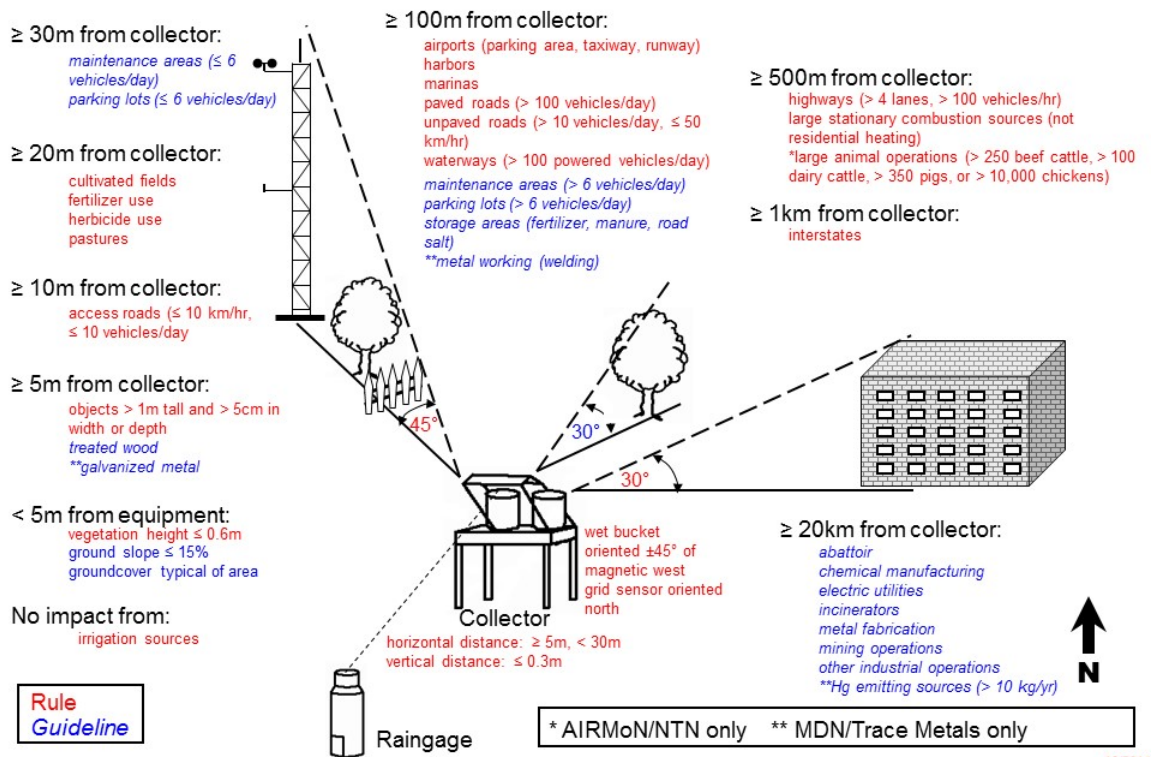 ≥ 30m from collector:
maintenance areas (≤ 6
vehicles/day)
parking lots (≤ 6 vehicles/day)
≥ 20m from collector:
cultivated fields
fertilizer use
herbicide use
pastures
≥ 10m from collector:
access roads (≤ 10 km/hr,
≤ 10 vehicles/day
≥ 5m from collector:
objects > 1m tall and > 5cm in
width or depth
treated wood
**galvanized metal
< 5m from equipment:
vegetation height ≤ 0.6m
ground slope ≤ 15%
groundcover typical of area
No impact from:
irrigation sources
Rule
Guideline
≥ 100m from collector:
airports (parking area, taxiway, runway)
harbors
marinas
paved roads (> 100 vehicles/day)
unpaved roads (> 10 vehicles/day, ≤ 50
km/hr)
waterways (> 100 powered vehicles/day)
maintenance areas (> 6 vehicles/day)
parking lots (> 6 vehicles/day)
storage areas (fertilizer, manure, road
salt)
**metal working (welding)
45°
30°
30°
wet bucket
oriented ±45° of
magnetic west
grid sensor oriented
north
Collector
horizontal distance: ≥ 5m, < 30m
vertical distance: ≤ 0.3m
Raingage
≥ 500m from collector:
highways (> 4 lanes, > 100 vehicles/hr)
large stationary combustion sources (not
residential heating)
*large animal operations (> 250 beef cattle, > 100
dairy cattle, > 350 pigs, or > 10,000 chickens)
≥ 1km from collector:
interstates
≥ 20km from collector:
abattoir
chemical manufacturing
electric utilities
incinerators
metal fabrication
mining operations
other industrial operations
**Hg emitting sources (> 10 kg/yr)
N
* AIRMoN/NTN only ** MDN/Trace Metals only